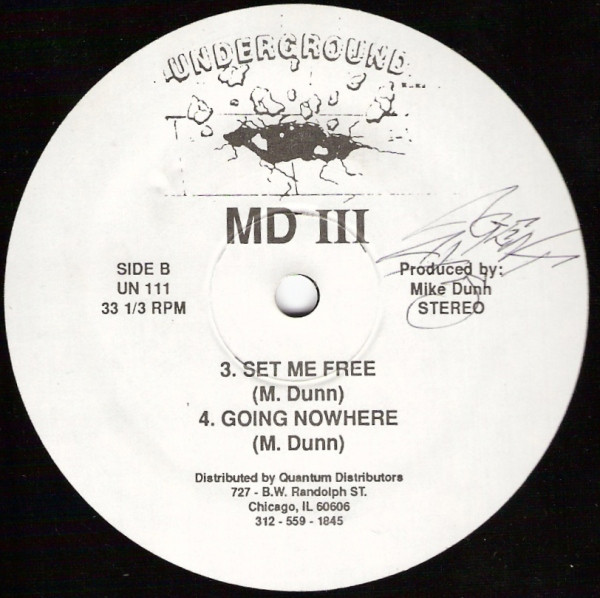 UNDERGROUND
MD III
SIDE B
UN 111
33 1/3 RPM
Produced by:
Mike Dunn
STEREO
3. SET ME FREE
(M. Dunn)
4. GOING NOWHERE
(M. Dunn)
Distributed by Quantum Distributors
727 - B.W. Randolph ST.
Chicago, IL 60606
312 - 559 - 1845